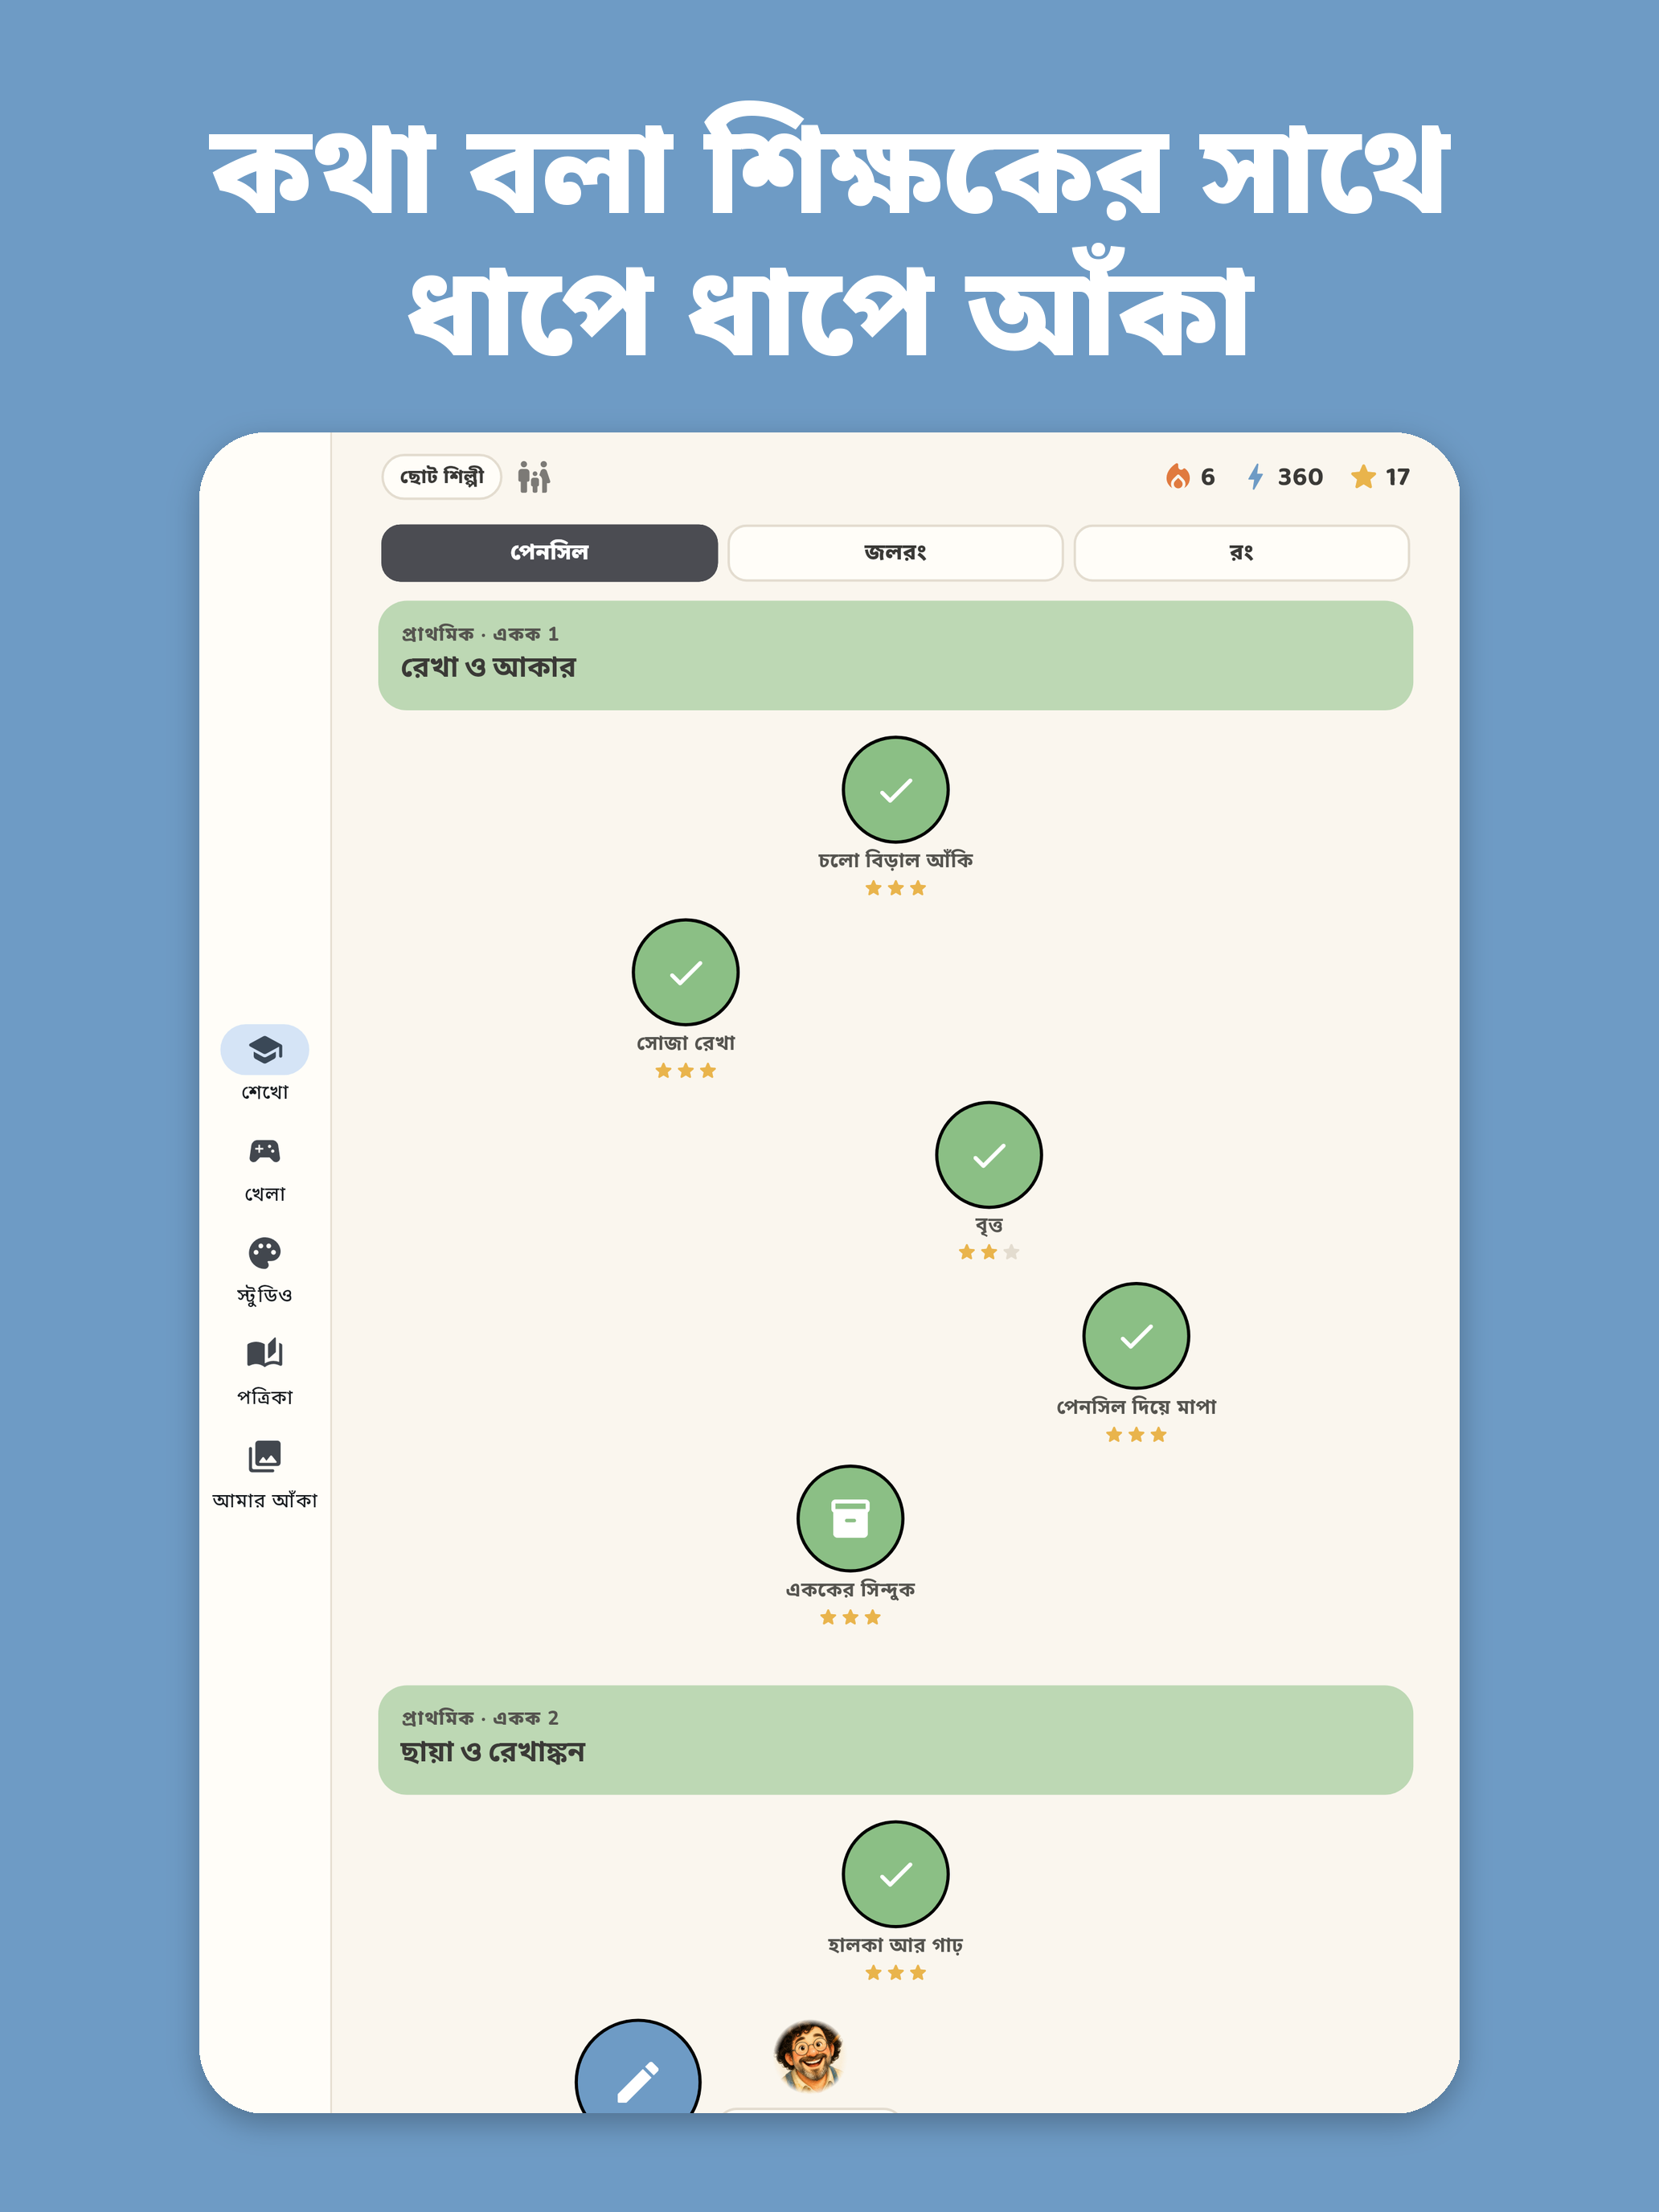 কথা বলা শিক্ষকের সাথে
ধাপে ধাপে আঁকা
ছোট শিল্পী
6
360
17
পেনসিল
জলরং
রং
প্রাথমিক · একক 1
রেখা ও আকার
চলো বিড়াল আঁকি
সোজা রেখা
বৃত্ত
পেনসিল দিয়ে মাপা
এককের সিন্দুক
প্রাথমিক · একক 2
ছায়া ও রেখাঙ্কন
হালকা আর গাঢ়
শেখো
খেলা
স্টুডিও
পত্রিকা
আমার আঁকা